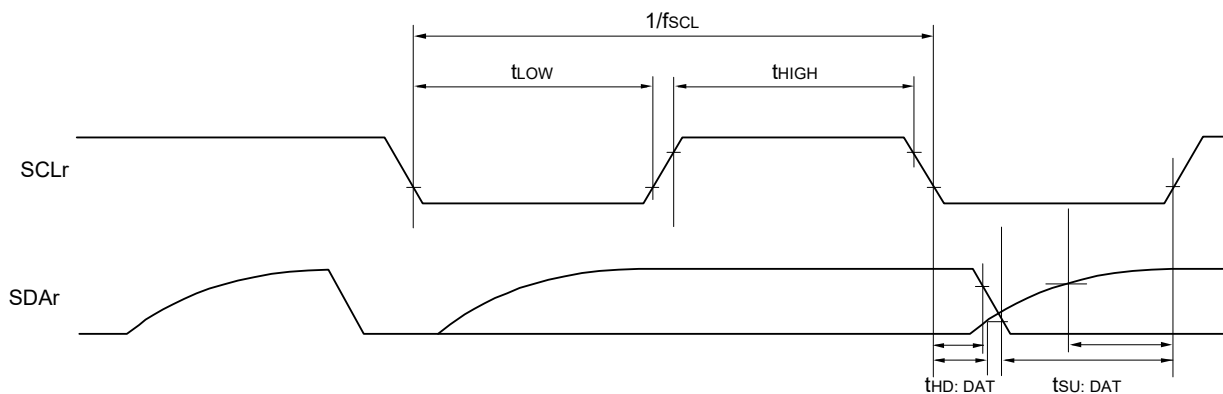 1/fSCL
tLOW
tHIGH
SCLr
SDAr
tHD: DAT
tSU: DAT